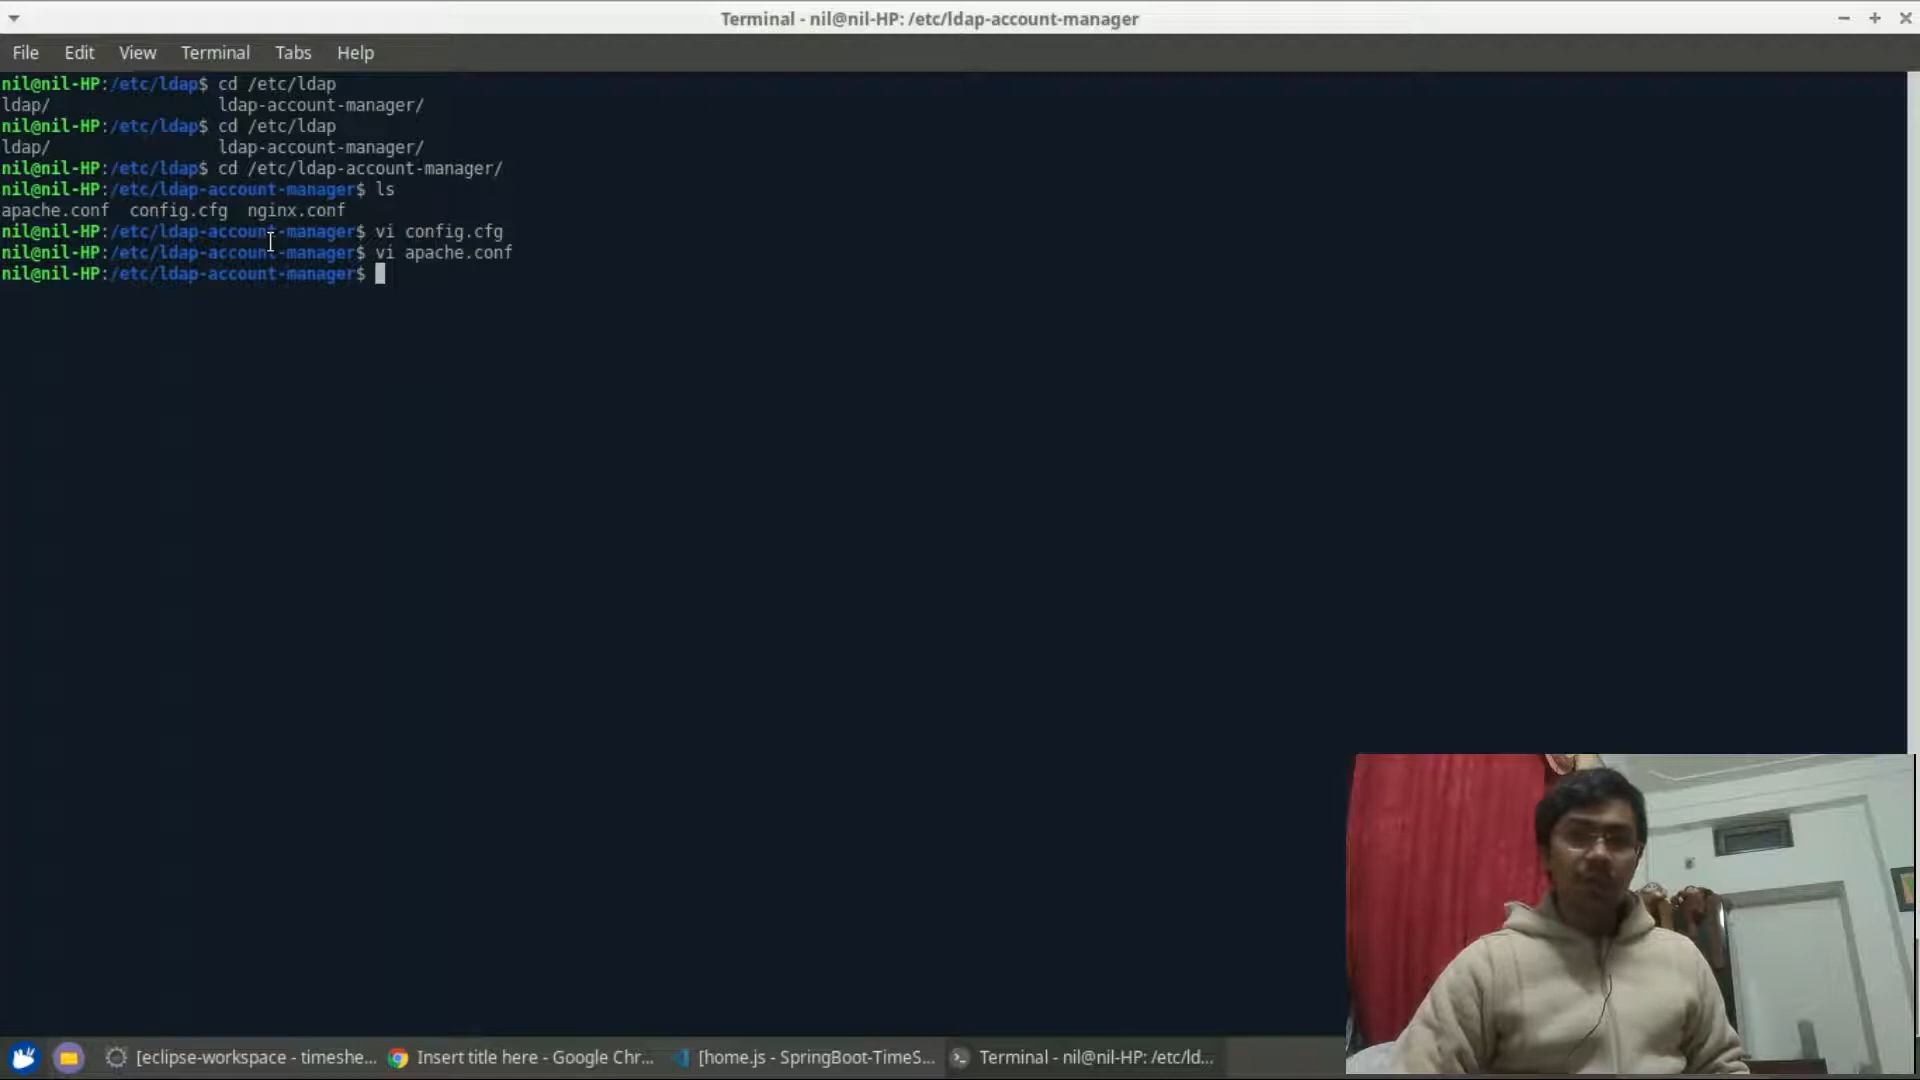 Terminal - nil@nil-HP: /etc/ldap-account-manager
File Edit View Terminal Tabs Help
nil@nil-HP:/etc/ldap$ cd /etc/ldap
ldap/ ldap-account-manager/
nil@nil-HP:/etc/ldap$ cd /etc/ldap
ldap/ ldap-account-manager/
nil@nil-HP:/etc/ldap$ cd /etc/ldap-account-manager/
nil@nil-HP:/etc/ldap-account-manager$ ls
apache.conf config.cfg nginx.conf
nil@nil-HP:/etc/ldap-account-manager$ vi config.cfg
nil@nil-HP:/etc/ldap-account-manager$ vi apache.conf
nil@nil-HP:/etc/ldap-account-manager$
[eclipse-workspace - timeshe... Insert title here - Google Chr... [home.js - SpringBoot-TimeS... Terminal - nil@nil-HP: /etc/ld...